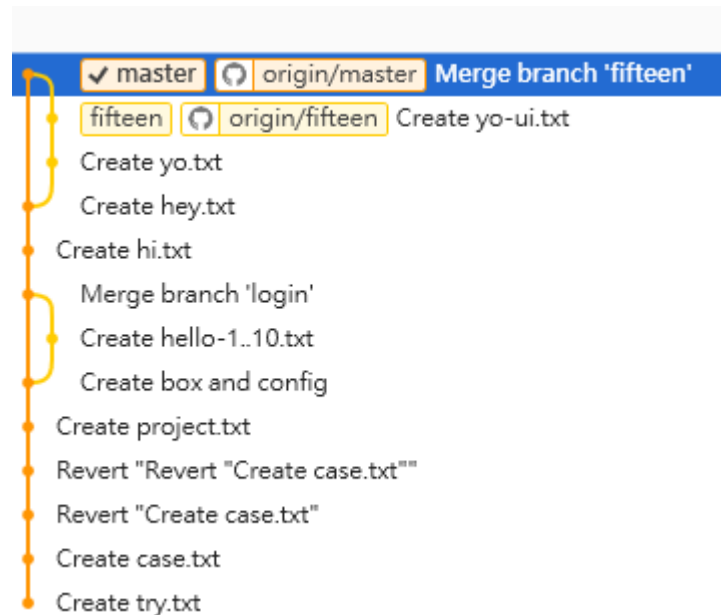 master origin/master Merge branch 'fifteen'
fifteen origin/fifteen Create yo-ui.txt
Create yo.txt
Create hey.txt
Create hi.txt
Merge branch 'login'
Create hello-1..10.txt
Create box and config
Create project.txt
Revert "Revert "Create case.txt""
Revert "Create case.txt"
Create case.txt
Create try.txt